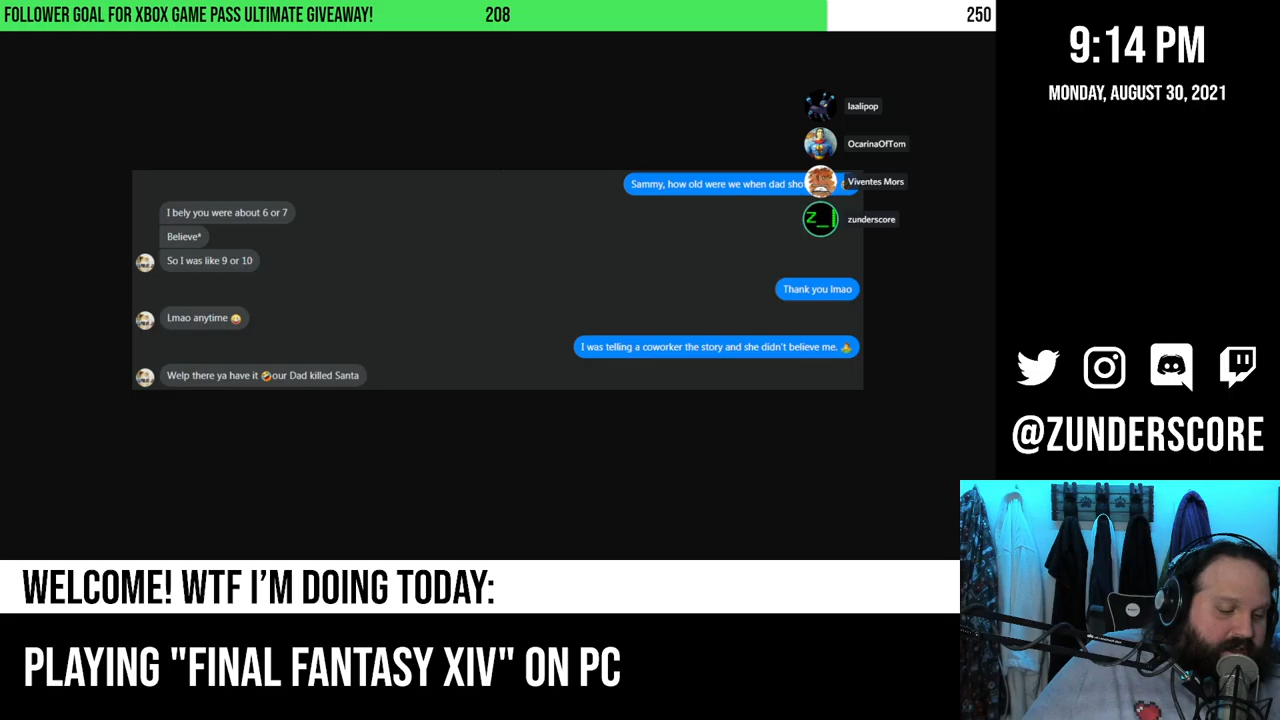 FOLLOWER GOAL FOR XBOX GAME PASS ULTIMATE GIVEAWAY! 208 250
9:14 PM
MONDAY, AUGUST 30, 2021
laalipop
OcarinaOfTom
Viventes Mors
zunderscore
Sammy, how old were we when dad sho
I bely you were about 6 or 7
Believe*
So I was like 9 or 10
Thank you lmao
Lmao anytime
I was telling a coworker the story and she didn't believe me.
Welp there ya have it our Dad killed Santa
@ZUNDERSCORE
WELCOME! WTF I'M DOING TODAY:
PLAYING "FINAL FANTASY XIV" ON PC